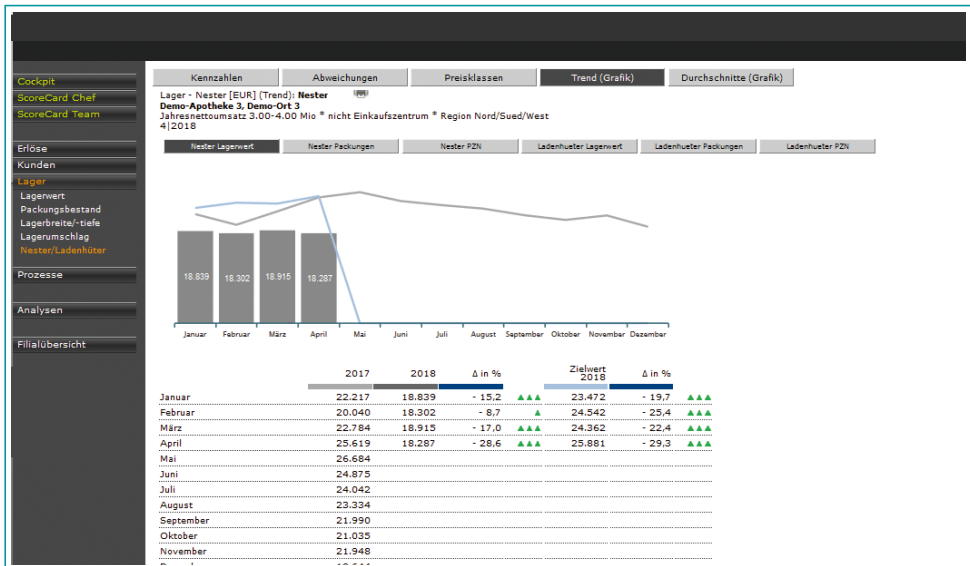 Cockpit
ScoreCard Chef
ScoreCard Team
Erlöse
Kunden
Lager
Lagerwert
Packungsbestand
Lagerbreite/-tiefe
Lagerumschlag
Nester/Ladenhüter
Prozesse
Analysen
Filialübersicht
Kennzahlen Abweichungen Preisklassen Trend (Grafik) Durchschnitte (Grafik)
Lager - Nester [EUR] (Trend): Nester
Demo-Apotheke 3, Demo-Ort 3
Jahresnettoumsatz 3.00-4.00 Mio * nicht Einkaufszentrum * Region Nord/Sued/West
4|2018
Nester Lagerwert Nester Packungen Nester PZN Ladenhueter Lagerwert Ladenhueter Packungen Ladenhueter PZN
18.839 18.302 18.915 18.287
Januar Februar März April Mai Juni Juli August September Oktober November Dezember
2017 2018 Δ in % Zielwert 2018 Δ in %
Januar 22.217 18.839 - 15,2 ▲▲▲ 23.472 - 19,7 ▲▲▲
Februar 20.040 18.302 - 8,7 ▲ 24.542 - 25,4 ▲▲▲
März 22.784 18.915 - 17,0 ▲▲▲ 24.362 - 22,4 ▲▲▲
April 25.619 18.287 - 28,6 ▲▲▲ 25.881 - 29,3 ▲▲▲
Mai 26.684
Juni 24.875
Juli 24.042
August 23.334
September 21.990
Oktober 21.035
November 21.948